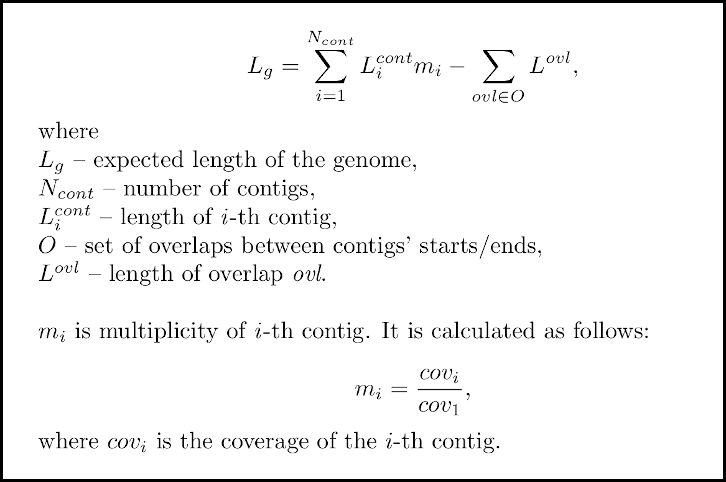 L_g = \sum_{i=1}^{N_{cont}} L_i^{cont} m_i - \sum_{ovl \in O} L^{ovl},
where
L_g – expected length of the genome,
N_{cont} – number of contigs,
L_i^{cont} – length of i-th contig,
O – set of overlaps between contigs' starts/ends,
L^{ovl} – length of overlap ovl.
m_i is multiplicity of i-th contig. It is calculated as follows:
m_i = \frac{cov_i}{cov_1},
where cov_i is the coverage of the i-th contig.